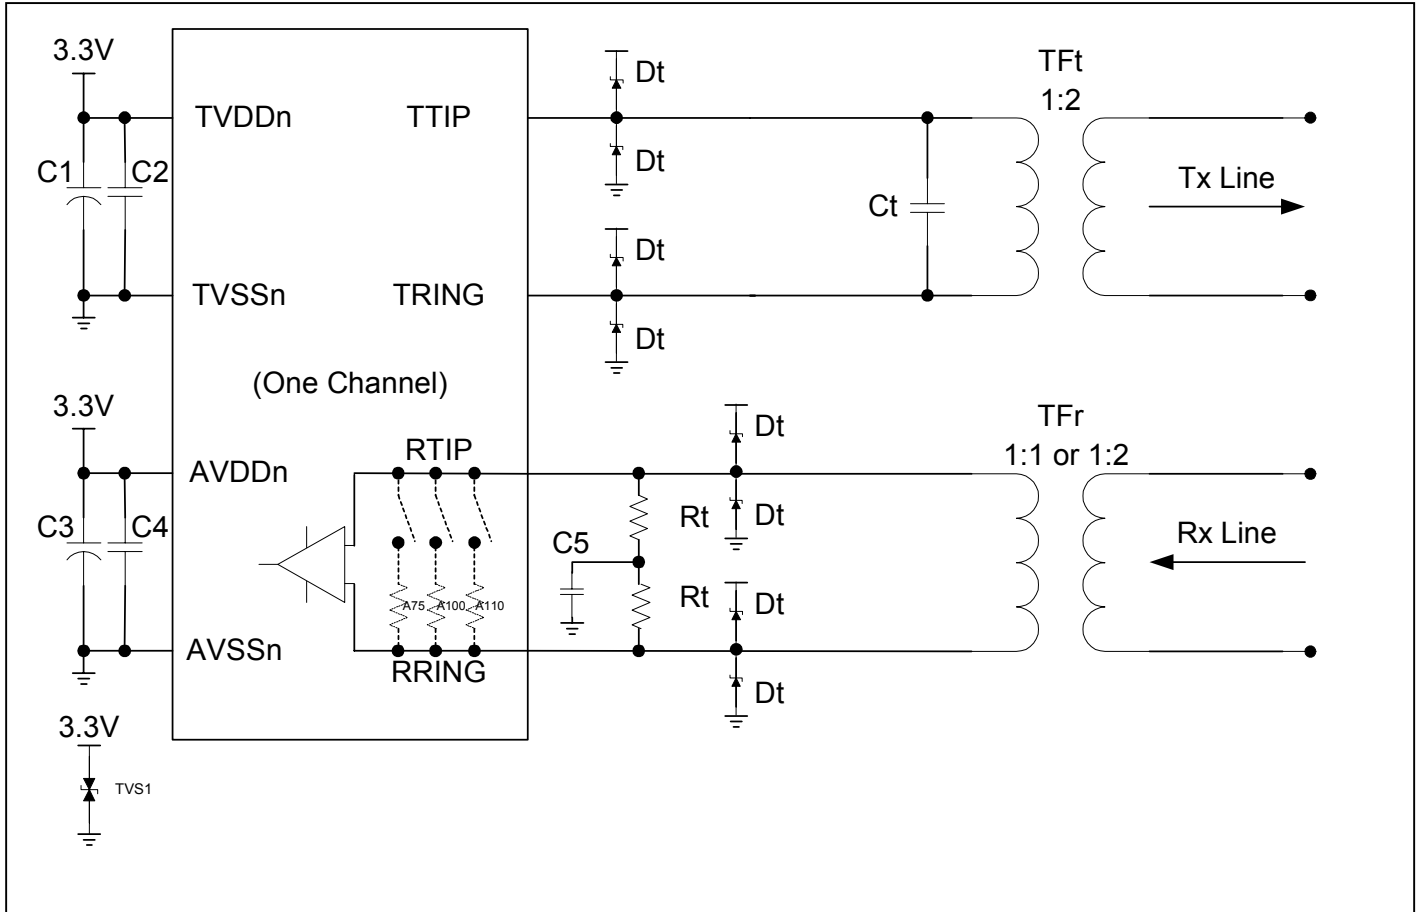 3.3V
TVDDn
TTIP
Dt
TFt
1:2
Dt
C1
C2
Tx Line
Ct
Dt
TVSSn
TRING
Dt
(One Channel)
3.3V
RTIP
Dt
TFr
1:1 or 1:2
AVDDn
Rt
Dt
C3
C4
C5
Rx Line
A75
A100
A110
Rt
Dt
AVSSn
RRING
Dt
3.3V
TVS1